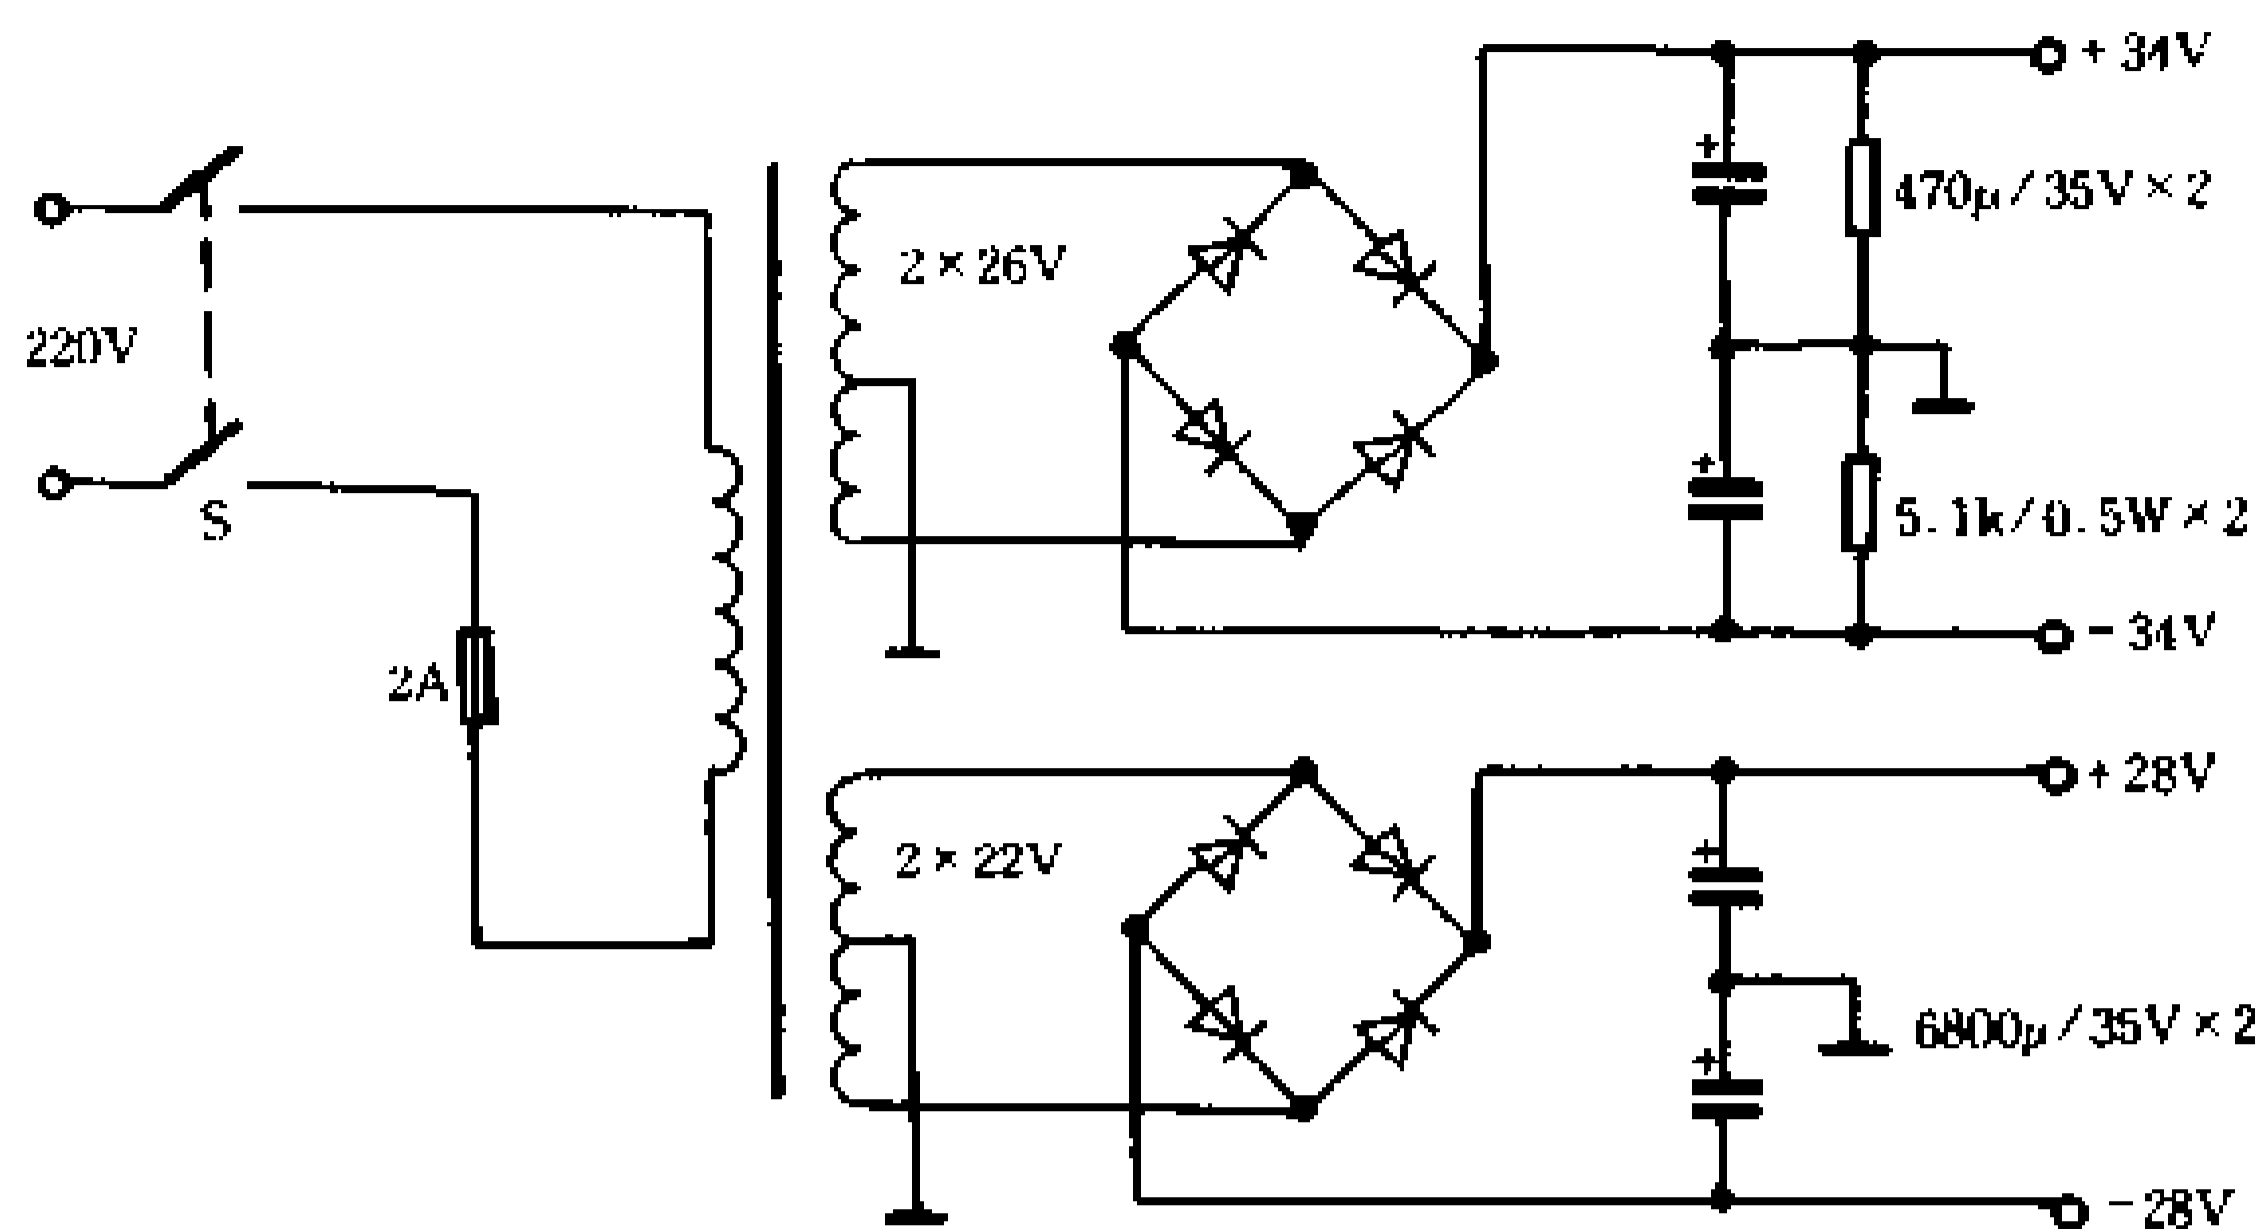 +34V
470μ/35V×2
2×26V
220V
S
5.1k/0.5W×2
-34V
2A
+28V
2×22V
6800μ/35V×2
-28V